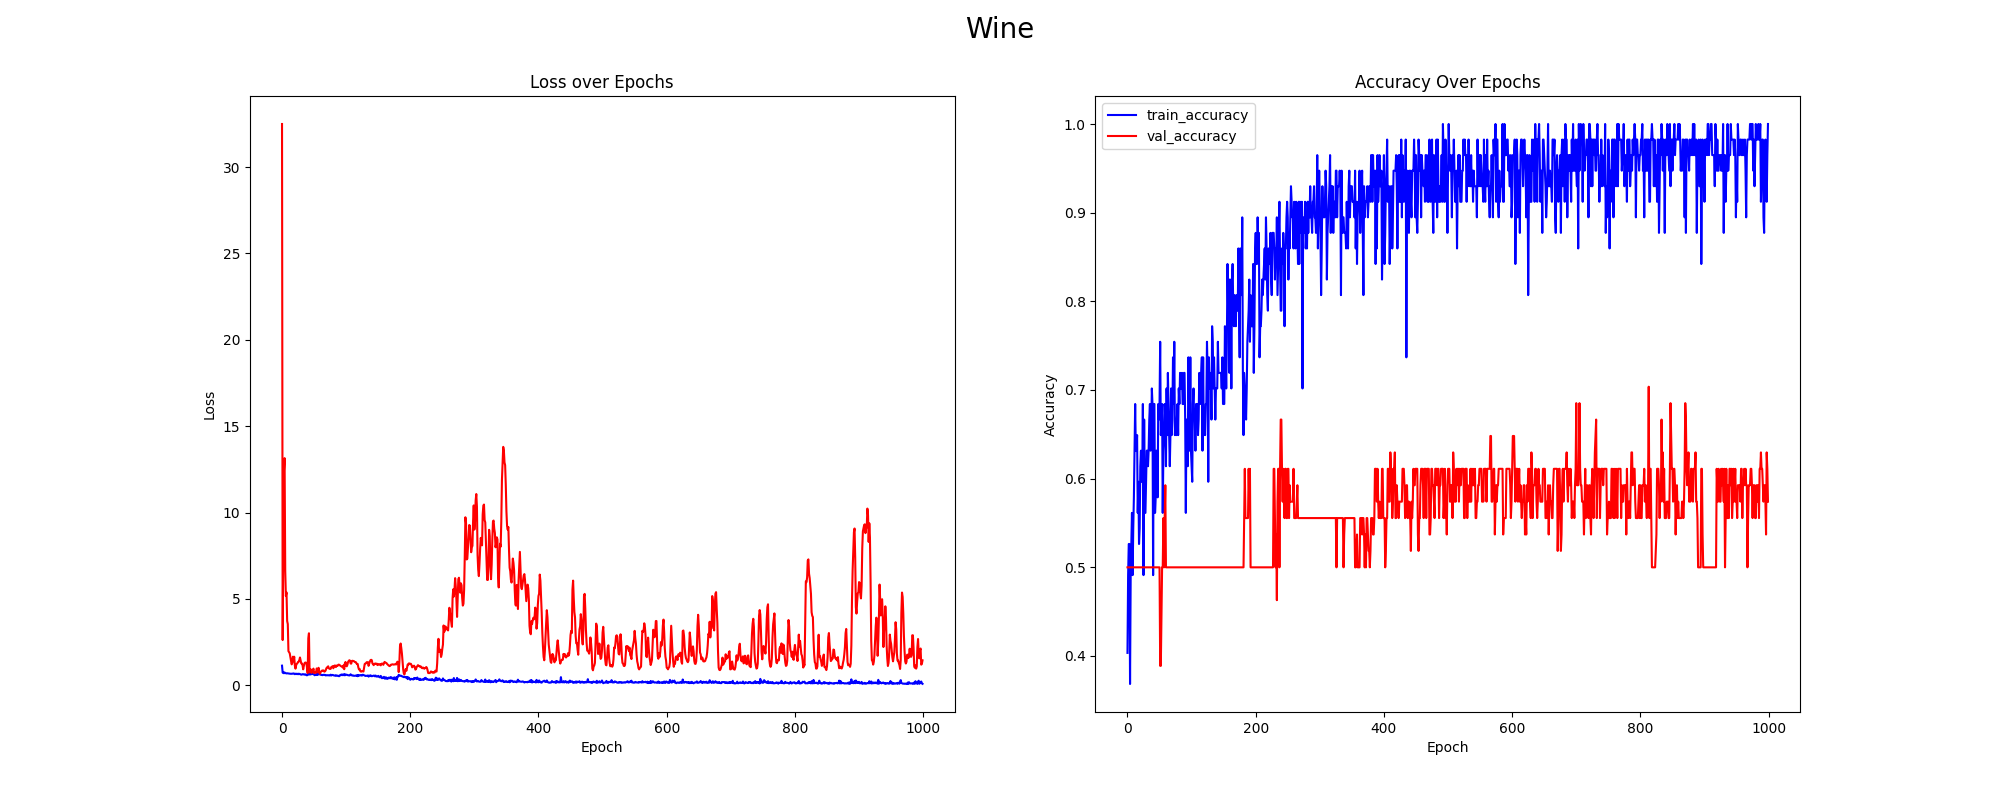 Wine
Loss over Epochs
Loss
30
25
20
15
10
5
0
0 200 400 600 800 1000
Epoch
Accuracy Over Epochs
train_accuracy
val_accuracy
Accuracy
1.0
0.9
0.8
0.7
0.6
0.5
0.4
0 200 400 600 800 1000
Epoch